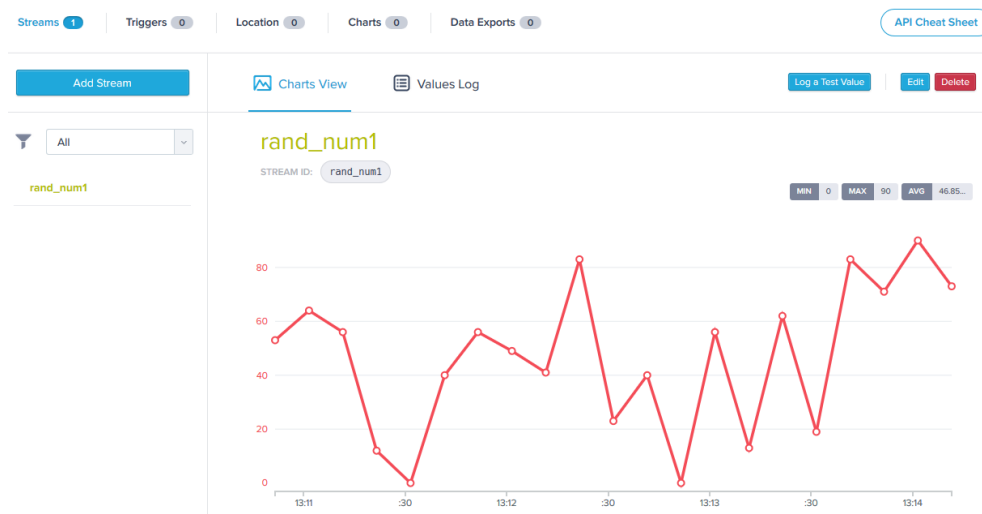 Streams 1 Triggers 0 Location 0 Charts 0 Data Exports 0 API Cheat Sheet
Add Stream
Charts View Values Log Log a Test Value Edit Delete
All
rand_num1
rand_num1
STREAM ID: rand_num1
MIN 0 MAX 90 AVG 46.85...
80
60
40
20
0
13:11 :30 13:12 :30 13:13 :30 13:14